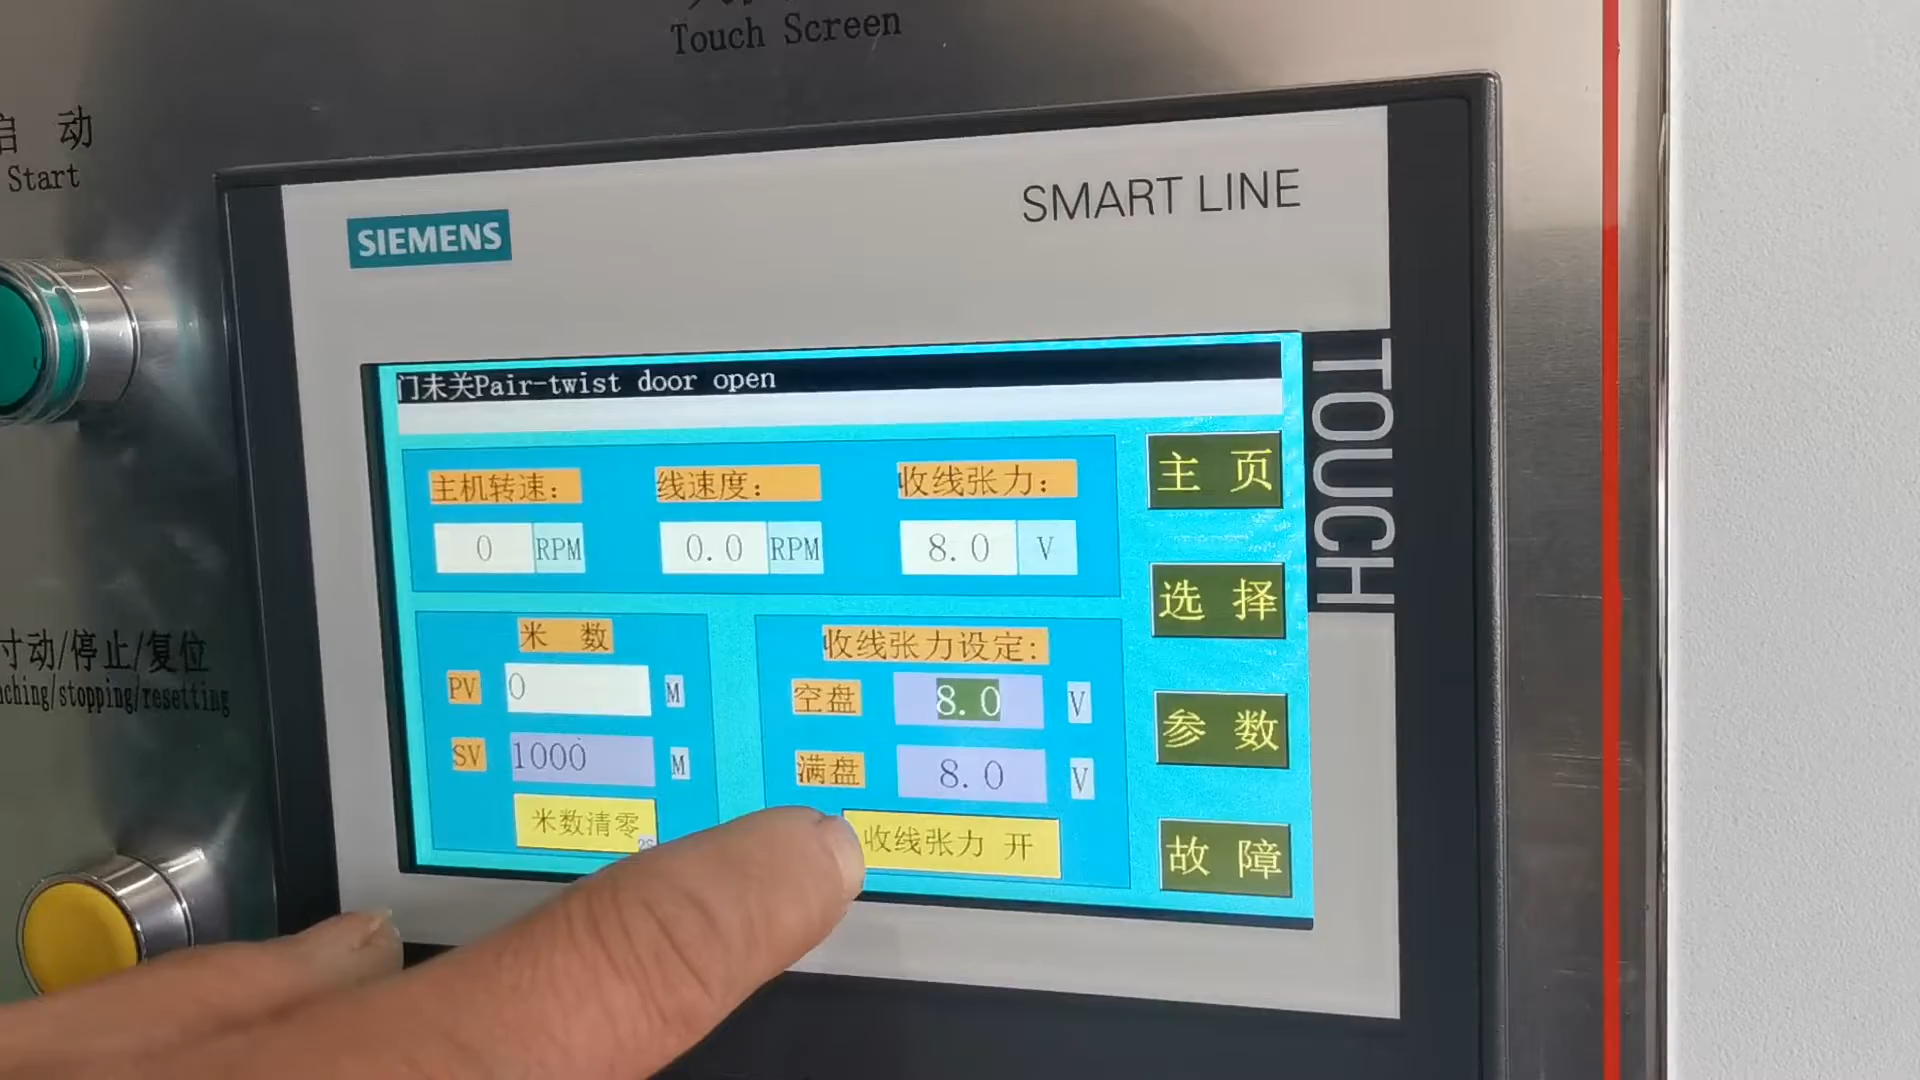 Touch Screen
启 动
Start
SMART LINE
SIEMENS
TOUCH
门未关Pair-twist door open
主机转速:
线速度:
收线张力:
主 页
0 RPM
0.0 RPM
8.0 V
选 择
米 数
收线张力设定:
PV 0 M
空盘 8.0 V
参 数
SV 1000 M
满盘 8.0 V
米数清零
收线张力 开
故 障
寸动/停止/复位
ching/stopping/resetting